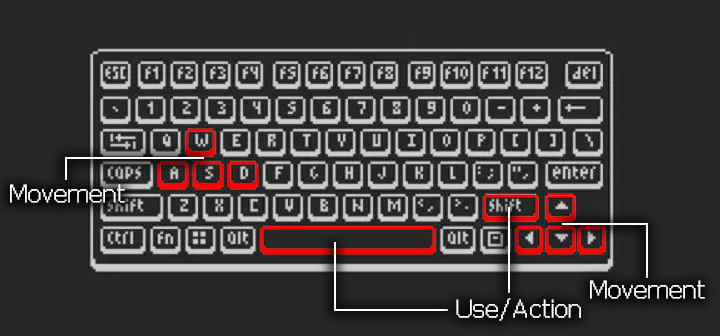 ESC f1 f2 f3 f4 f5 f6 f7 f8 f9 f10 f11 f12 del
` 1 2 3 4 5 6 7 8 9 0 - + ←
Q W E R T Y U I O P [ ] \
caps A S D F G H J K L ; " enter
Movement
Shift Z X C V B N M < > Shift ▲
Ctrl fn Alt Alt ◀ ▼ ▶
Movement
Use/Action